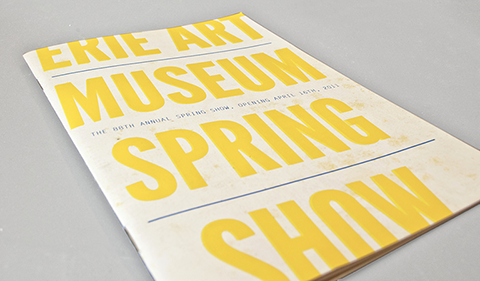 ERIE ART
MUSEUM
THE 88TH ANNUAL SPRING SHOW, OPENING APRIL 16TH, 2011
SPRING
SHOW